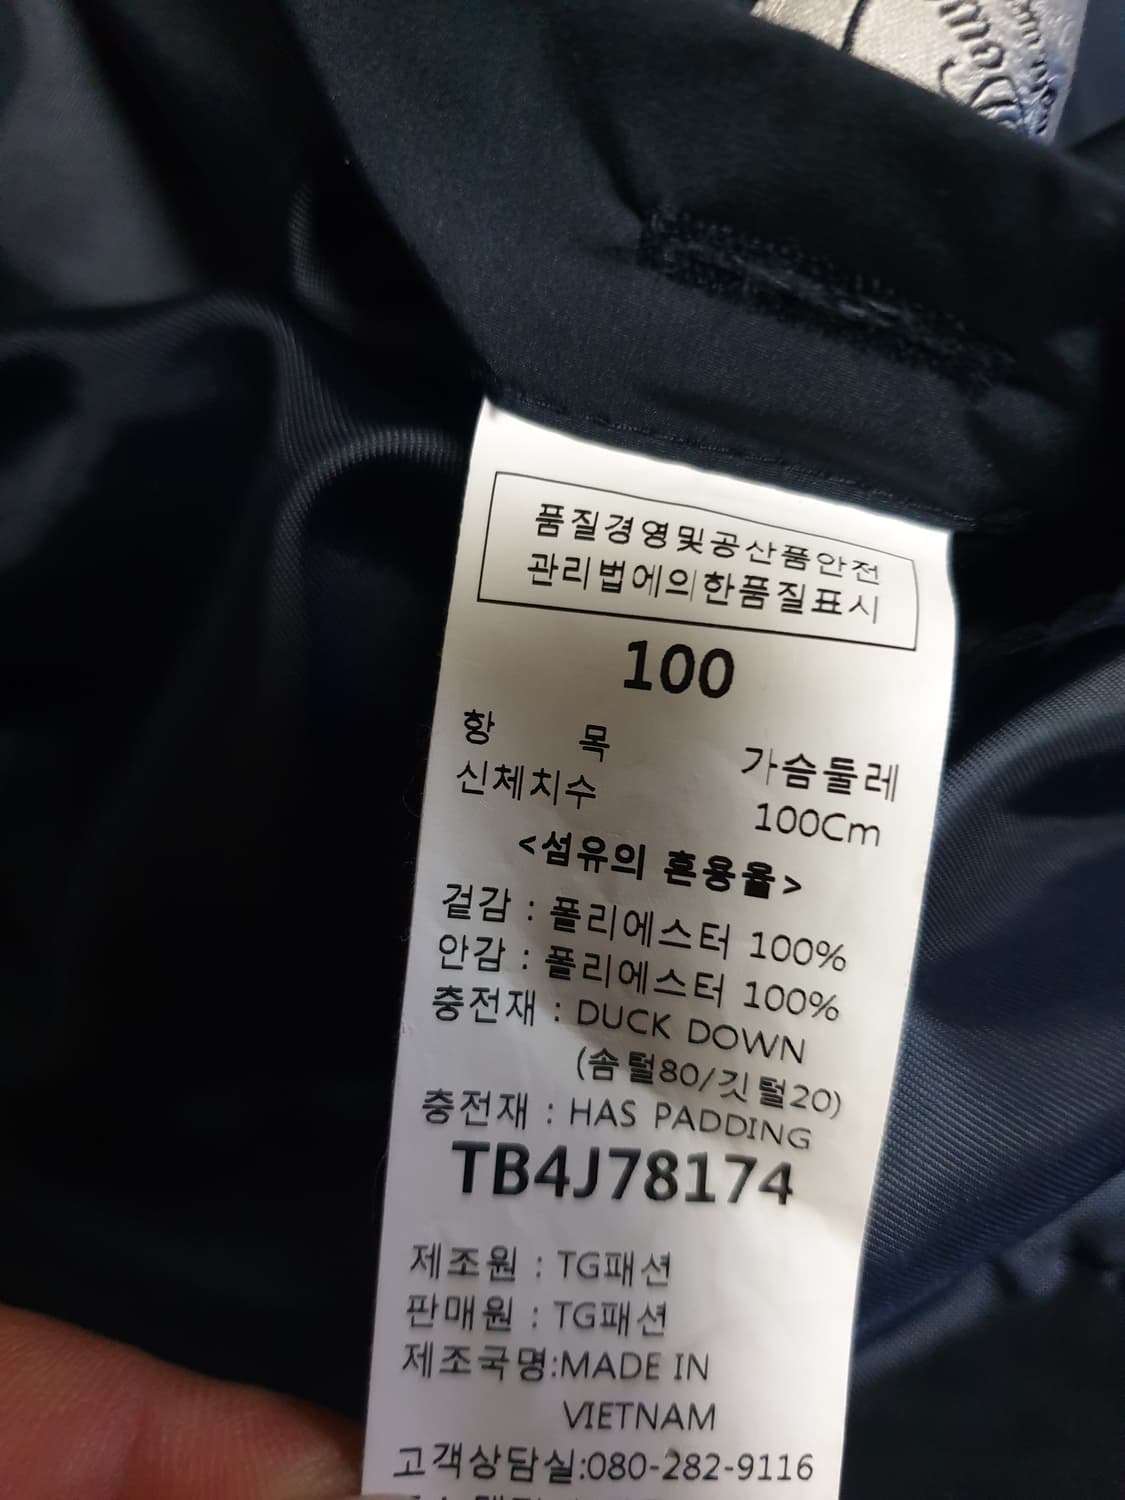 품질경영및공산품안전
관리법에의한품질표시
100
항 목 가슴둘레
신체치수 100Cm
<섬유의 혼용율>
겉감 : 폴리에스터 100%
안감 : 폴리에스터 100%
충전재 : DUCK DOWN
(솜털80/깃털20)
충전재 : HAS PADDING
TB4J78174
제조원 : TG패션
판매원 : TG패션
제조국명:MADE IN
VIETNAM
고객상담실:080-282-9116